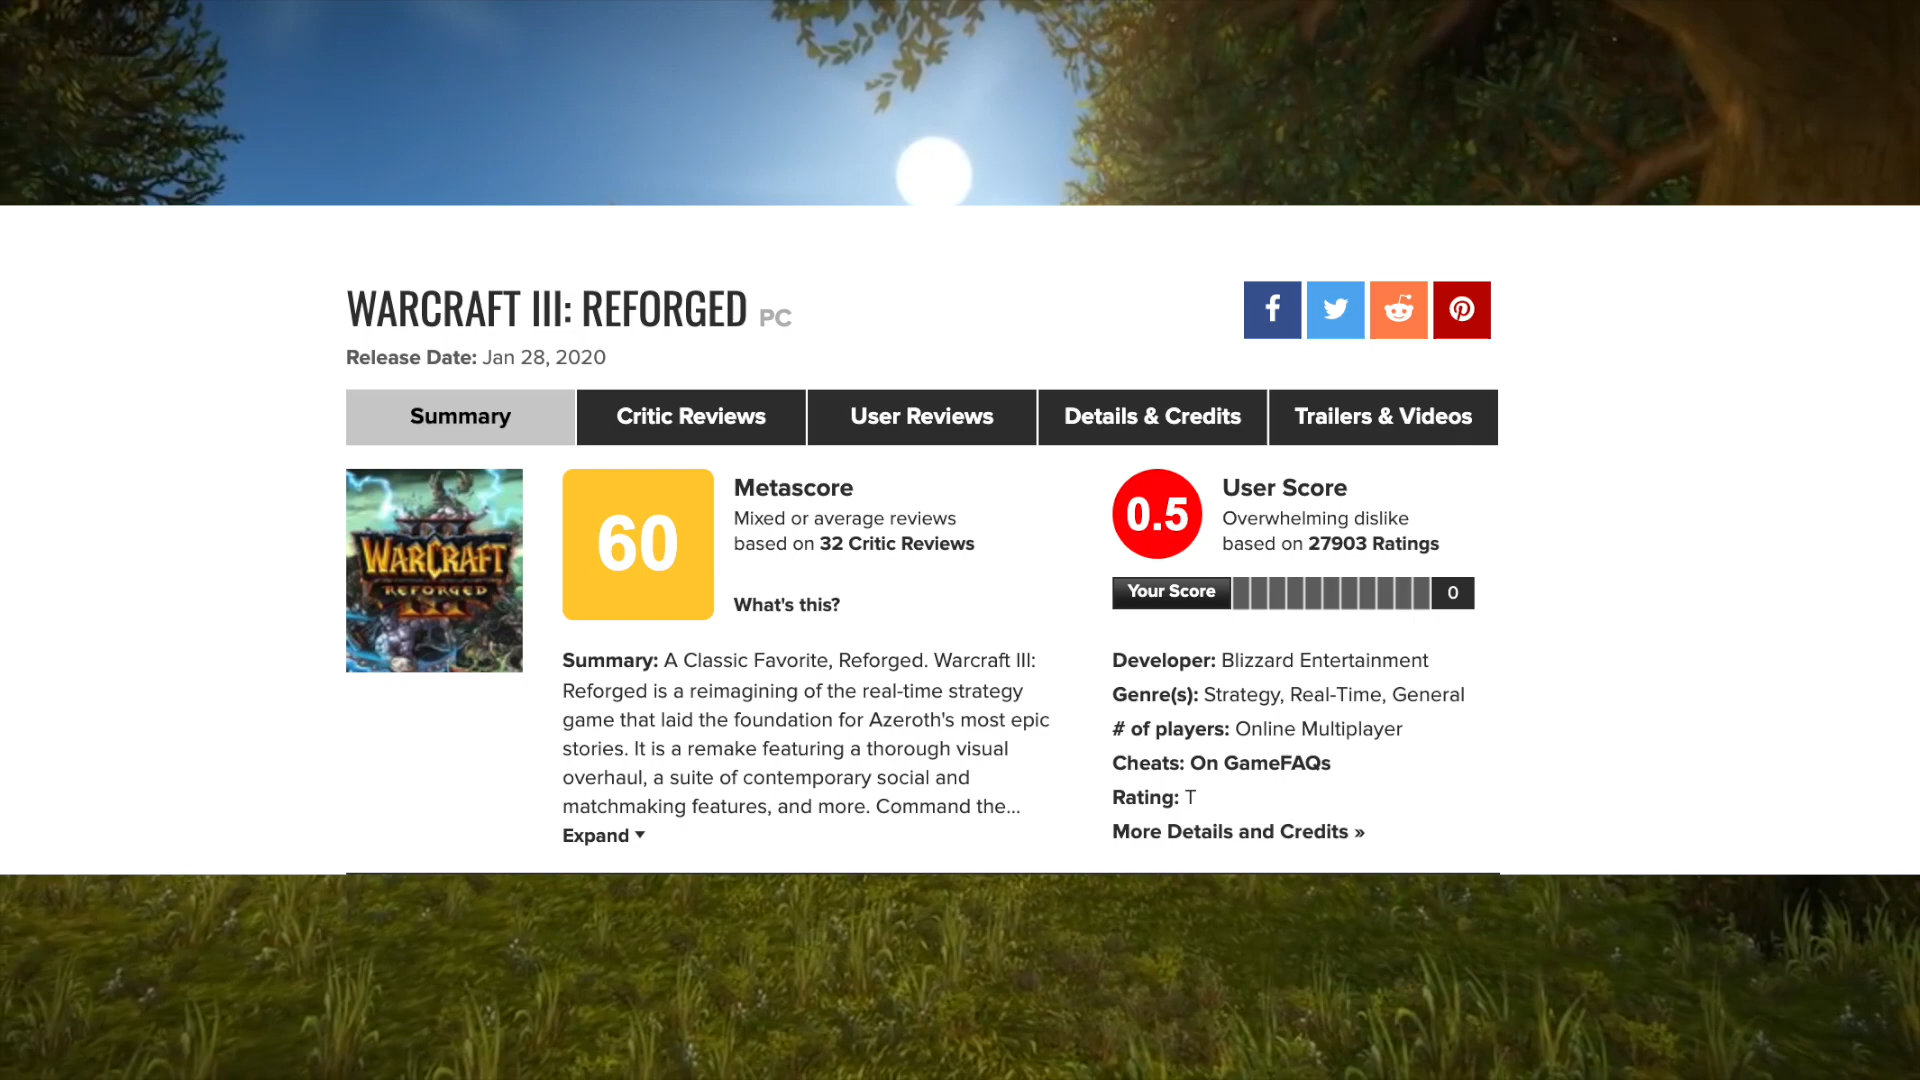 WARCRAFT III: REFORGED PC
Release Date: Jan 28, 2020
Summary
Critic Reviews
User Reviews
Details & Credits
Trailers & Videos
WARCRAFT
REFORGED
III
60
Metascore
Mixed or average reviews
based on 32 Critic Reviews
What's this?
0.5
User Score
Overwhelming dislike
based on 27903 Ratings
Your Score
0
Summary: A Classic Favorite, Reforged. Warcraft III:
Reforged is a reimagining of the real-time strategy
game that laid the foundation for Azeroth's most epic
stories. It is a remake featuring a thorough visual
overhaul, a suite of contemporary social and
matchmaking features, and more. Command the...
Expand
Developer: Blizzard Entertainment
Genre(s): Strategy, Real-Time, General
# of players: Online Multiplayer
Cheats: On GameFAQs
Rating: T
More Details and Credits »